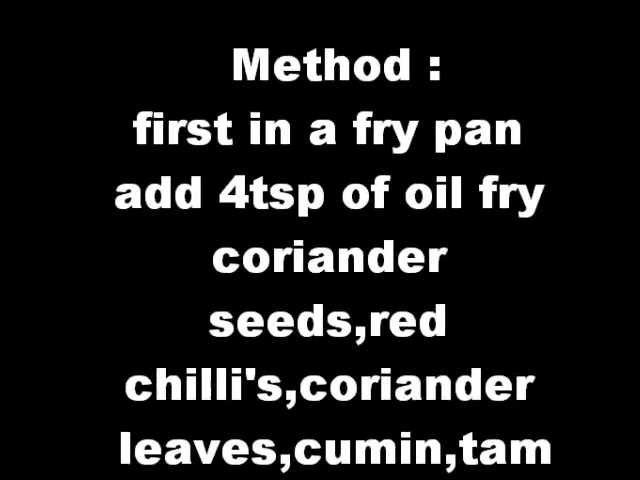 Method :
first in a fry pan
add 4tsp of oil fry
coriander
seeds,red
chilli's,coriander
leaves,cumin,tam